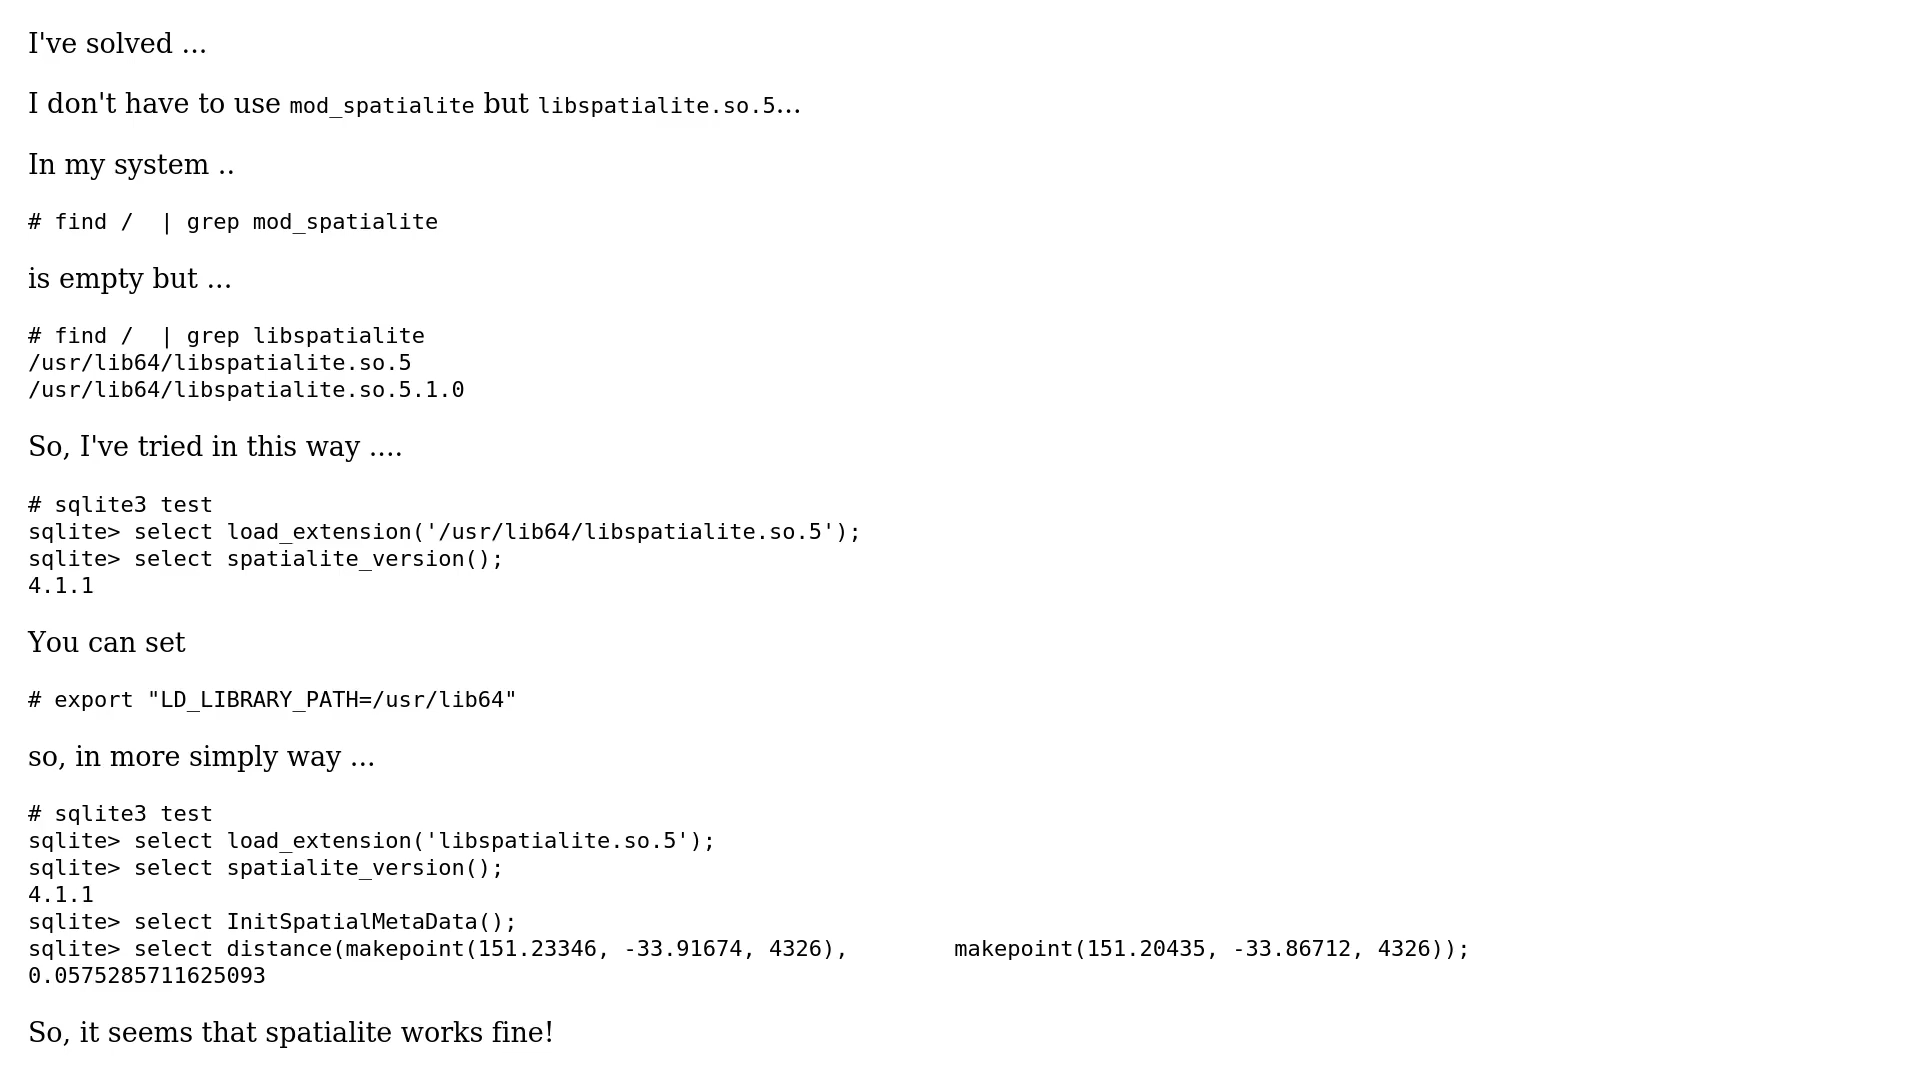 I've solved ...
I don't have to use mod_spatialite but libspatialite.so.5...
In my system ..
# find /  | grep mod_spatialite
is empty but ...
# find /  | grep libspatialite
/usr/lib64/libspatialite.so.5
/usr/lib64/libspatialite.so.5.1.0
So, I've tried in this way ....
# sqlite3 test
sqlite> select load_extension('/usr/lib64/libspatialite.so.5');
sqlite> select spatialite_version();
4.1.1
You can set
# export "LD_LIBRARY_PATH=/usr/lib64"
so, in more simply way ...
# sqlite3 test
sqlite> select load_extension('libspatialite.so.5');
sqlite> select spatialite_version();
4.1.1
sqlite> select InitSpatialMetaData();
sqlite> select distance(makepoint(151.23346, -33.91674, 4326),        makepoint(151.20435, -33.86712, 4326));
0.0575285711625093
So, it seems that spatialite works fine!